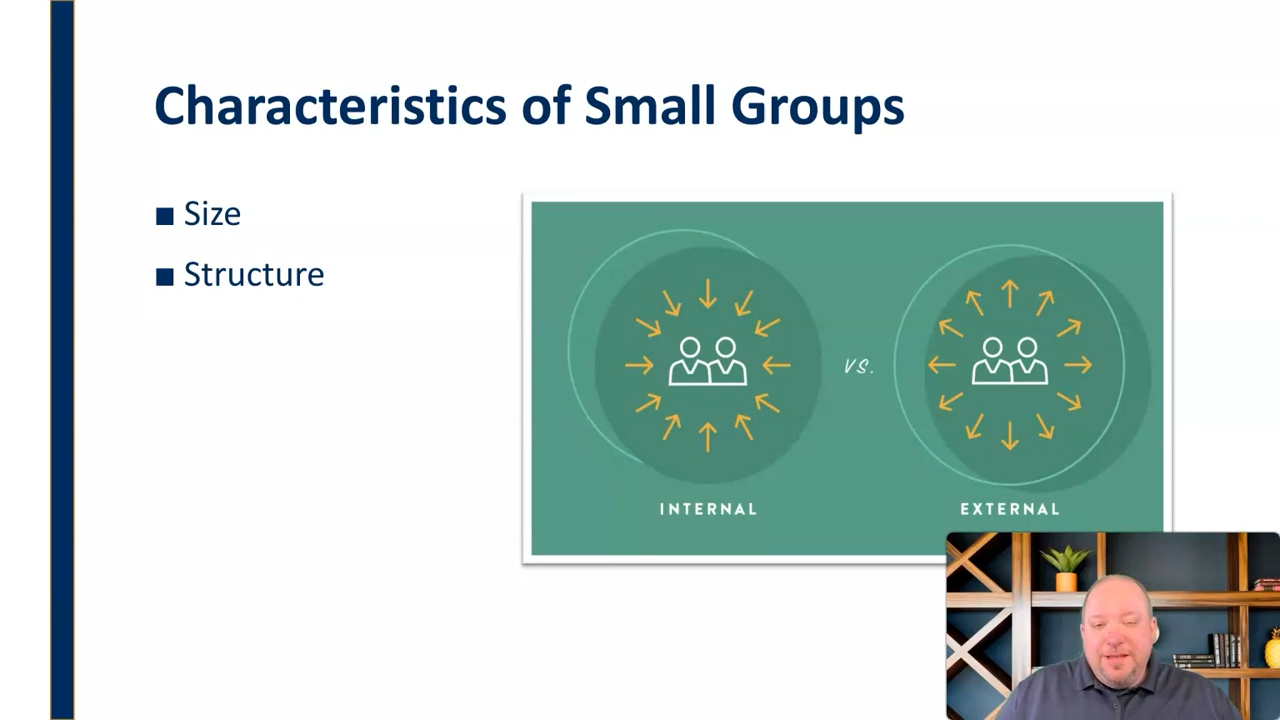 Characteristics of Small Groups
■ Size
■ Structure
VS.
INTERNAL
EXTERNAL